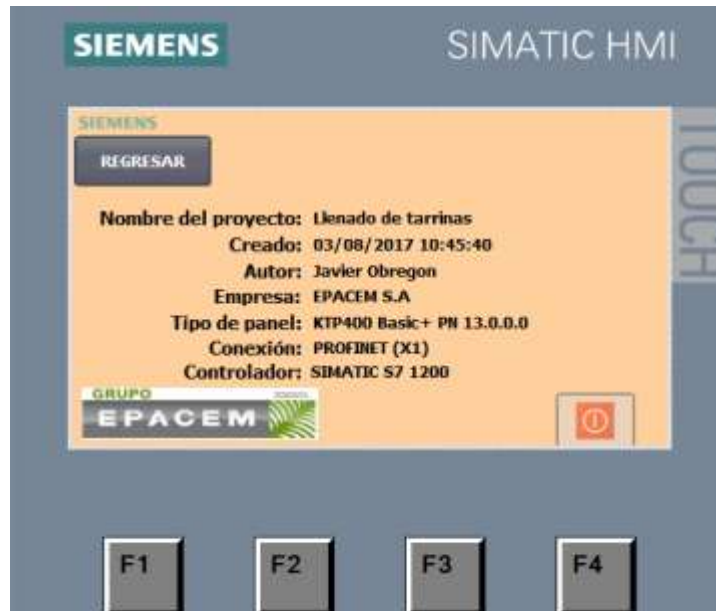 SIEMENS
SIMATIC HMI
TOUCH
SIEMENS
REGRESAR
Nombre del proyecto: Llenado de tarrinas
Creado: 03/08/2017 10:45:40
Autor: Javier Obregon
Empresa: EPACEM S.A
Tipo de panel: KTP400 Basic+ PN 13.0.0.0
Conexión: PROFINET (X1)
Controlador: SIMATIC S7 1200
GRUPO
EPACEM
F1
F2
F3
F4